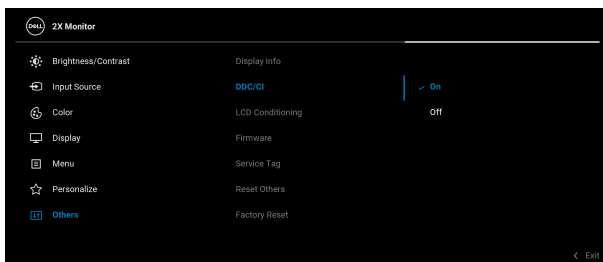 DELL 2X Monitor
Brightness/Contrast Display Info
Input Source DDC/CI ✓ On
Color LCD Conditioning Off
Display Firmware
Menu Service Tag
Personalize Reset Others
Others Factory Reset
< Exit